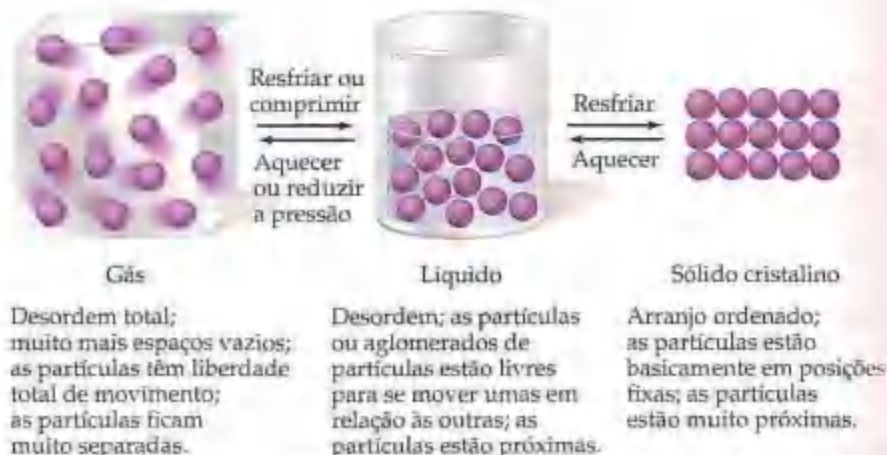 Resfriar ou
comprimir
Aquecer
ou reduzir
a pressão
Resfriar
Aquecer
Gás
Líquido
Sólido cristalino
Desordem total;
muito mais espaços vazios;
as partículas têm liberdade
total de movimento;
as partículas ficam
muito separadas.
Desordem; as partículas
ou aglomerados de
partículas estão livres
para se mover umas em
relação às outras; as
partículas estão próximas.
Arranjo ordenado;
as partículas estão
basicamente em posições
fixas; as partículas
estão muito próximas.